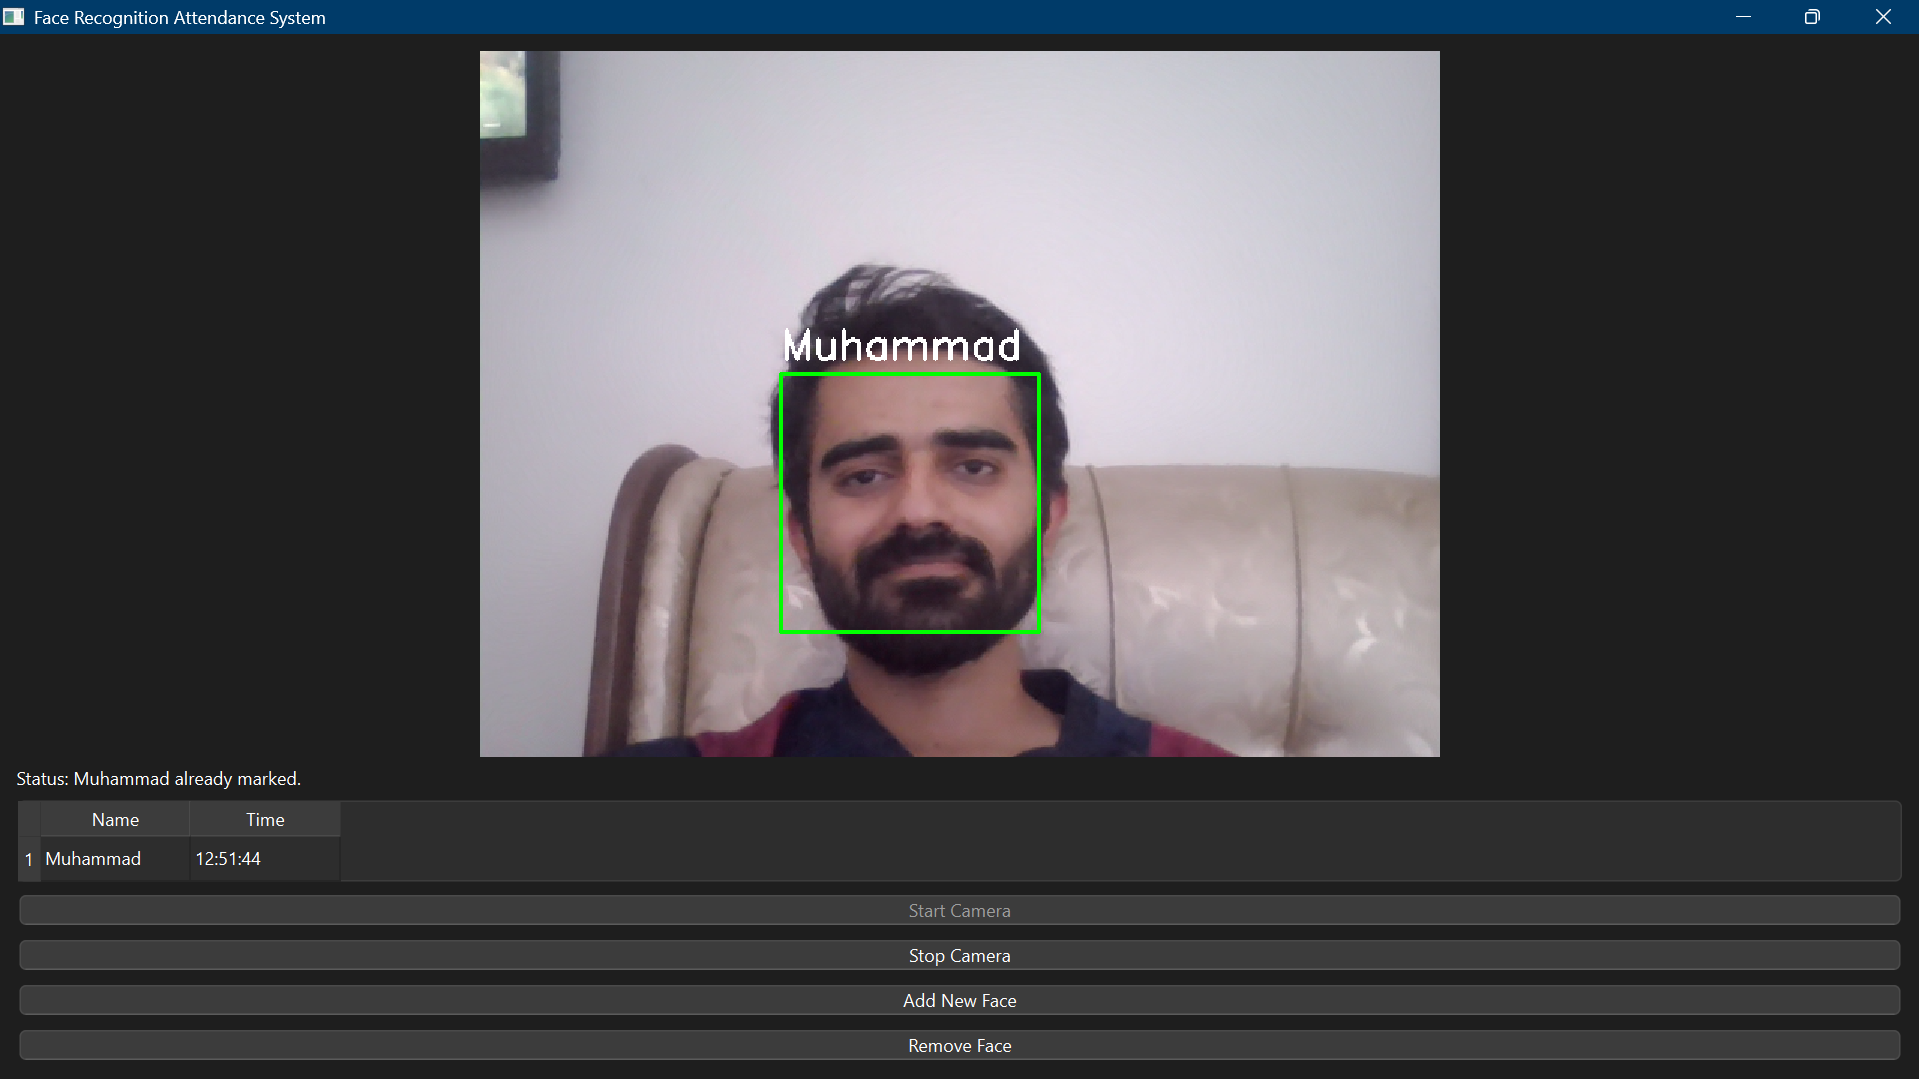 Face Recognition Attendance System
Muhammad
Status: Muhammad already marked.
Name Time
1 Muhammad 12:51:44
Start Camera
Stop Camera
Add New Face
Remove Face